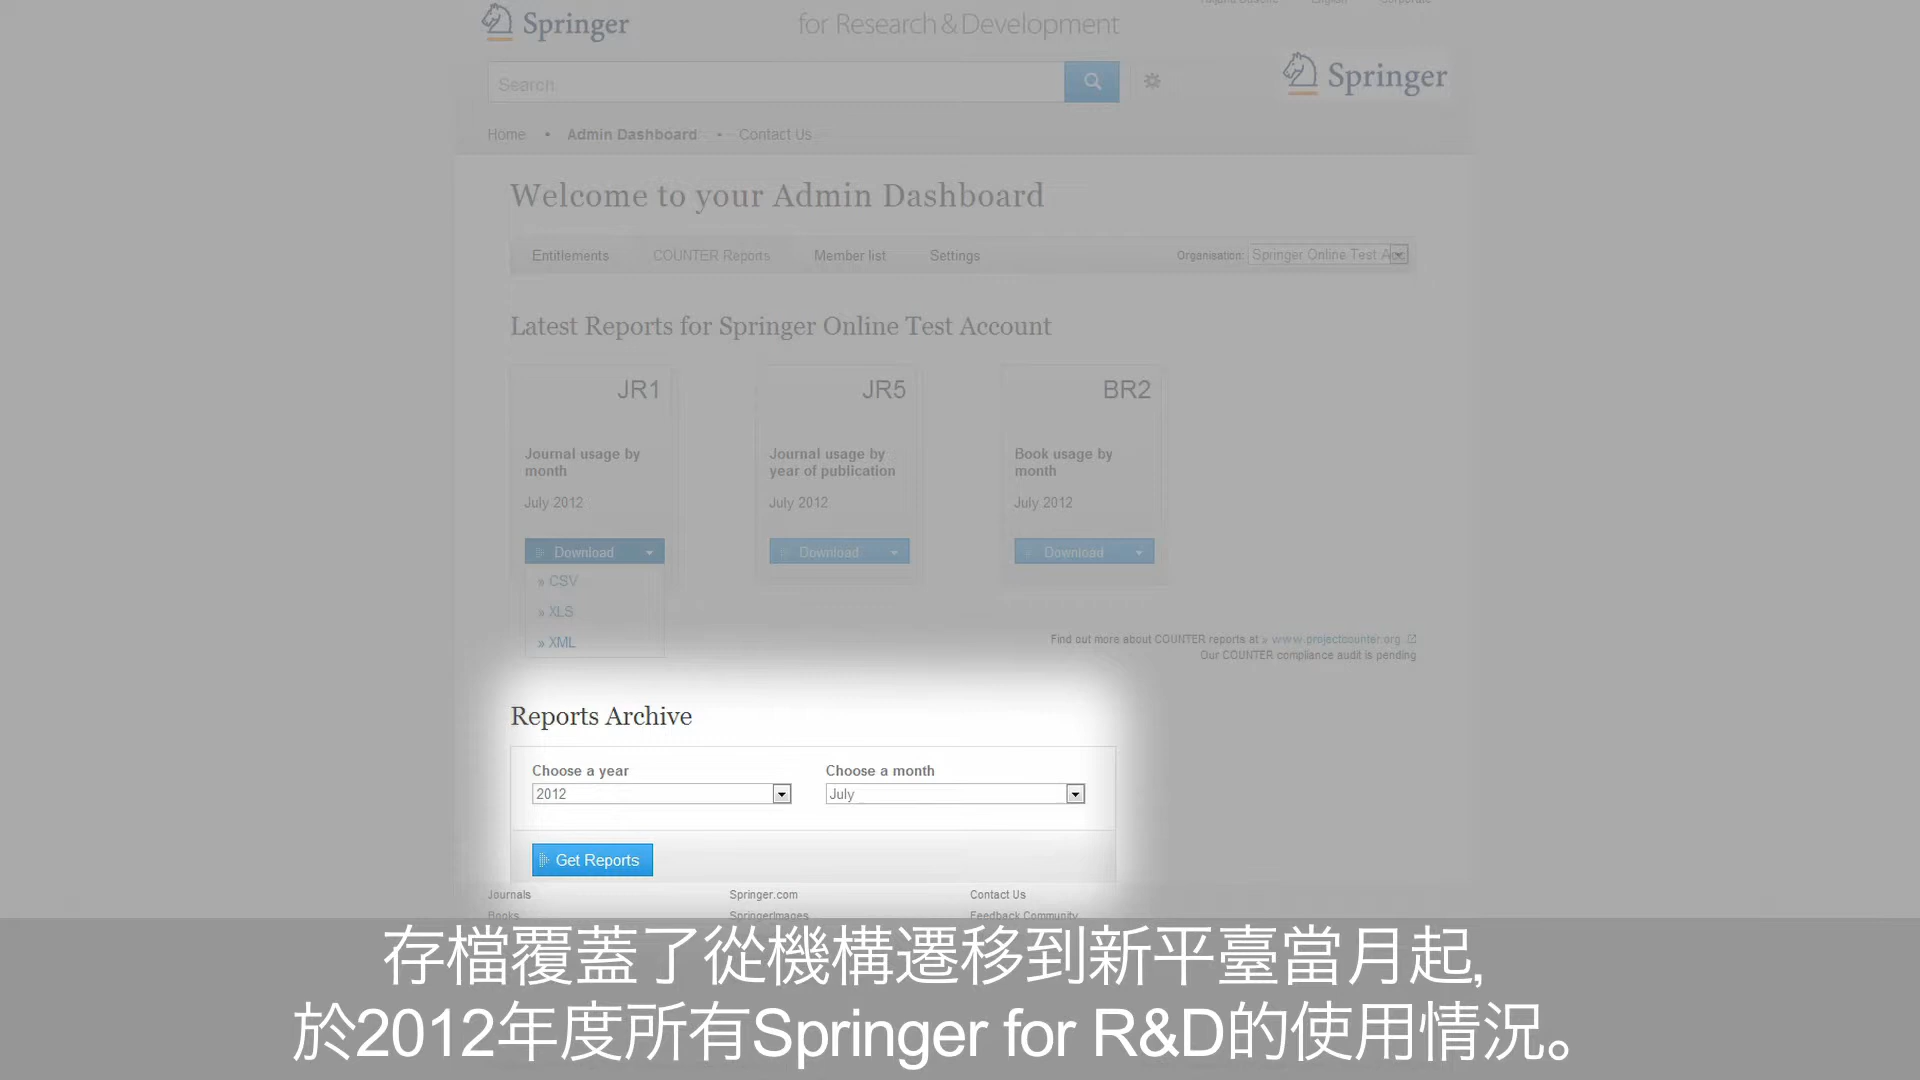 Springer
for Research & Development
Search
Springer
Home • Admin Dashboard • Contact Us
Welcome to your Admin Dashboard
Entitlements COUNTER Reports Member list Settings Organisation: Springer Online Test
Latest Reports for Springer Online Test Account
JR1
Journal usage by
month
July 2012
Download
» CSV
» XLS
» XML
JR5
Journal usage by
year of publication
July 2012
Download
BR2
Book usage by
month
July 2012
Download
Find out more about COUNTER reports at » www.projectcounter.org
Our COUNTER compliance audit is pending
Reports Archive
Choose a year Choose a month
2012 July
Get Reports
Journals Springer.com Contact Us
Books SpringerImages Feedback Community
存檔覆蓋了從機構遷移到新平臺當月起,
於2012年度所有Springer for R&D的使用情況。